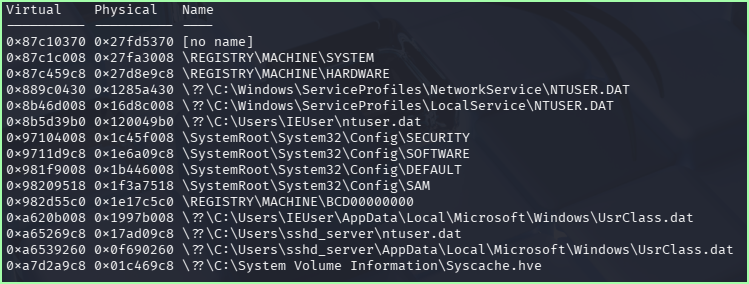 Virtual    Physical   Name
---------- ---------- ----
0x87c10370 0x27fd5370 [no name]
0x87c1c008 0x27fa3008 \REGISTRY\MACHINE\SYSTEM
0x87c459c8 0x27d8e9c8 \REGISTRY\MACHINE\HARDWARE
0x889c0430 0x1285a430 \??\C:\Windows\ServiceProfiles\NetworkService\NTUSER.DAT
0x8b46d008 0x16d8c008 \??\C:\Windows\ServiceProfiles\LocalService\NTUSER.DAT
0x8b5d39b0 0x120049b0 \??\C:\Users\IEUser\ntuser.dat
0x97104008 0x1c45f008 \SystemRoot\System32\Config\SECURITY
0x9711d9c8 0x1e6a09c8 \SystemRoot\System32\Config\SOFTWARE
0x981f9008 0x1b446008 \SystemRoot\System32\Config\DEFAULT
0x98209518 0x1f3a7518 \SystemRoot\System32\Config\SAM
0x982d55c0 0x1e17c5c0 \REGISTRY\MACHINE\BCD00000000
0xa620b008 0x1997b008 \??\C:\Users\IEUser\AppData\Local\Microsoft\Windows\UsrClass.dat
0xa65269c8 0x17ad09c8 \??\C:\Users\sshd_server\ntuser.dat
0xa6539260 0x0f690260 \??\C:\Users\sshd_server\AppData\Local\Microsoft\Windows\UsrClass.dat
0xa7d2a9c8 0x01c469c8 \??\C:\System Volume Information\Syscache.hve